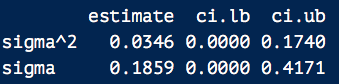 estimate ci.lb ci.ub
sigma^2 0.0346 0.0000 0.1740
sigma 0.1859 0.0000 0.4171